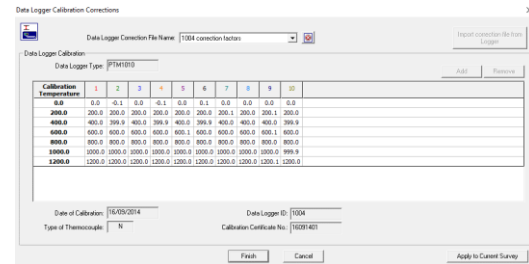 Data Logger Calibration Corrections
Data Logger Correction File Name: 1004 correction factors
Import correction file from Logger
Data Logger Calibration
Data Logger Type: PTM1010
Add Remove
Calibration Temperature 1 2 3 4 5 6 7 8 9 10
0.0 0.0 -0.1 0.0 -0.1 0.0 0.1 0.0 0.0 0.0 0.0
200.0 200.0 200.0 200.0 200.0 200.0 200.0 200.1 200.0 200.1 200.0
400.0 400.0 399.9 400.0 399.9 400.0 399.9 400.0 399.9 400.0 399.9
600.0 600.0 600.0 600.0 600.0 600.1 600.0 600.0 600.0 600.1 600.0
800.0 800.0 800.0 800.0 800.0 800.0 800.0 800.0 800.0 800.0 800.0
1000.0 1000.0 1000.0 1000.0 1000.0 1000.0 1000.0 1000.0 1000.0 1000.0 999.9
1200.0 1200.0 1200.0 1200.0 1200.0 1200.0 1200.0 1200.0 1200.0 1200.1 1200.0
Date of Calibration: 16/09/2014 Data Logger ID: 1004
Type of Thermocouple: N Calibration Certificate No.: 16091401
Finish Cancel Apply to Current Survey